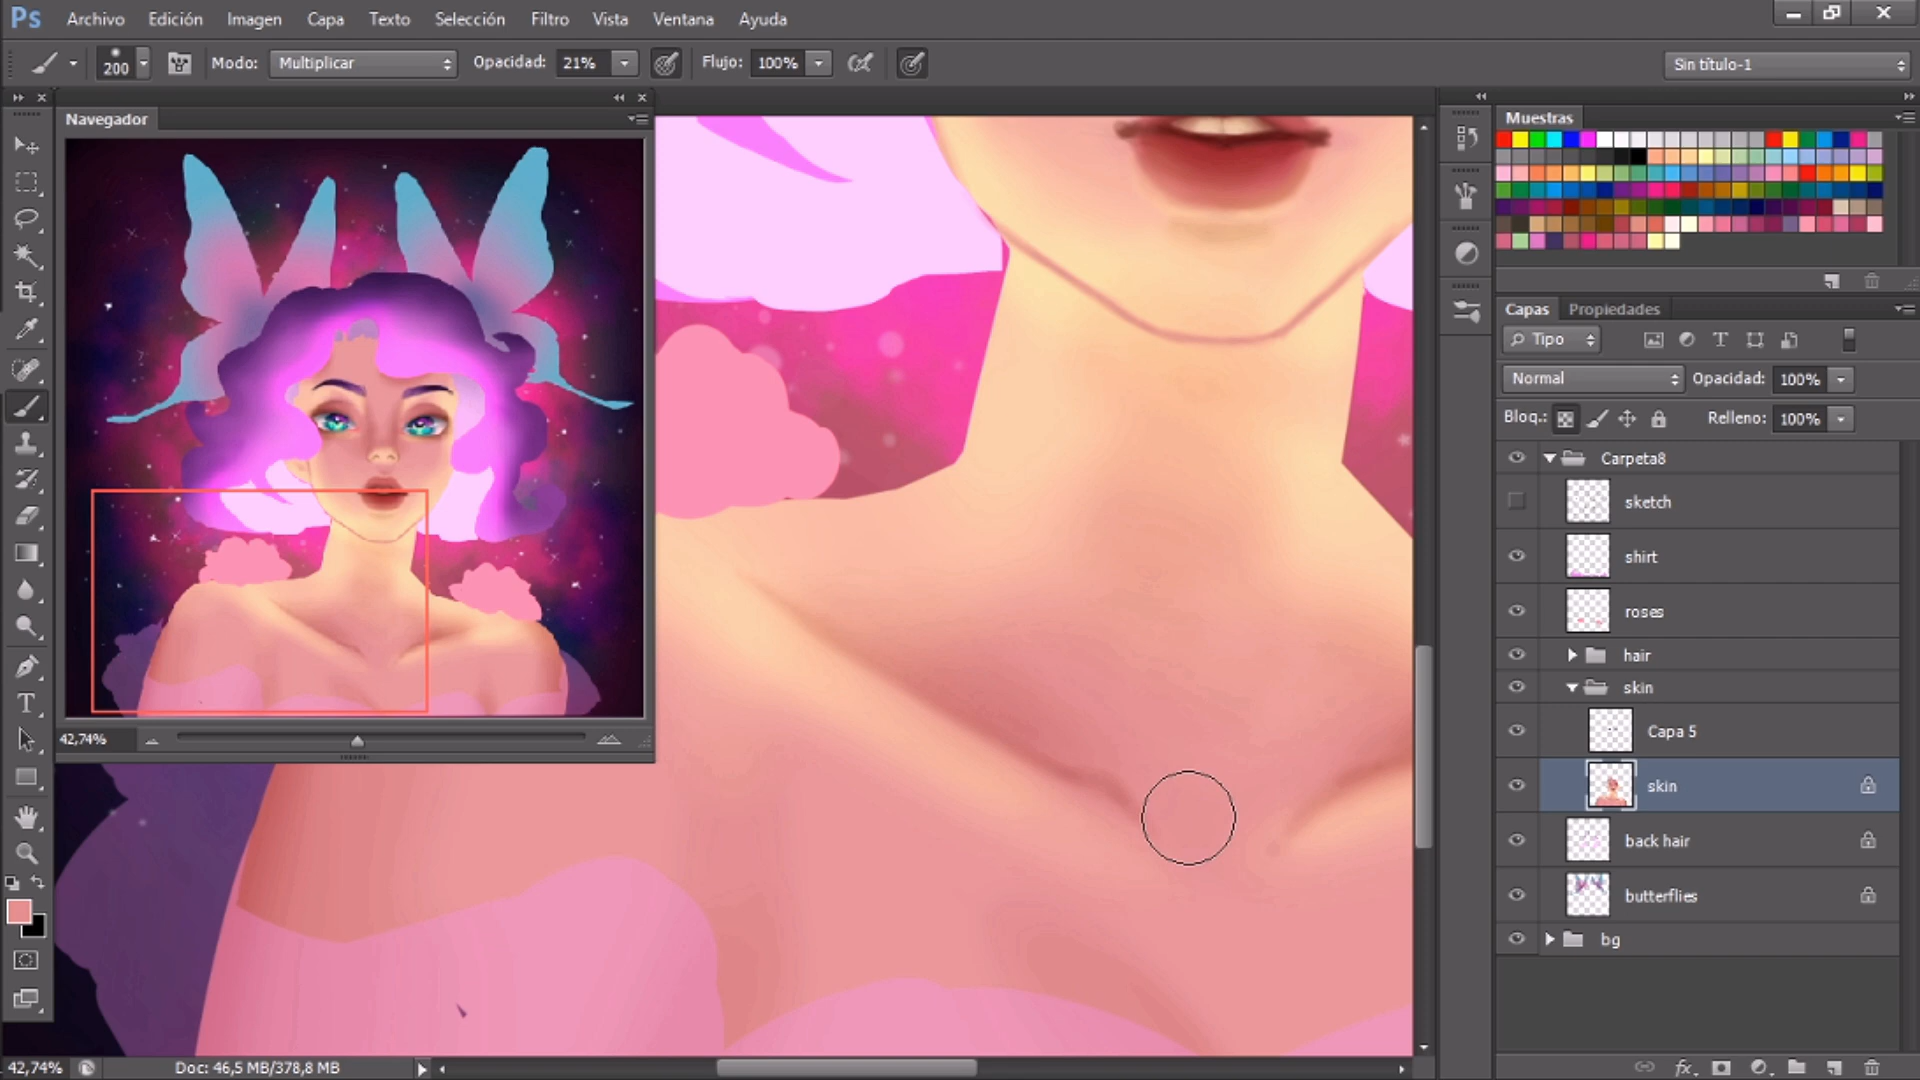 Ps Archivo Edición Imagen Capa Texto Selección Filtro Vista Ventana Ayuda
200 Modo: Multiplicar Opacidad: 21% Flujo: 100% Sin título-1
Navegador
42,74%
Muestras
Capas Propiedades
Tipo
Normal Opacidad: 100%
Bloq.: Relleno: 100%
Carpeta8
sketch
shirt
roses
hair
skin
Capa 5
skin
back hair
butterflies
bg
42,74% Doc: 46,5 MB/378,8 MB